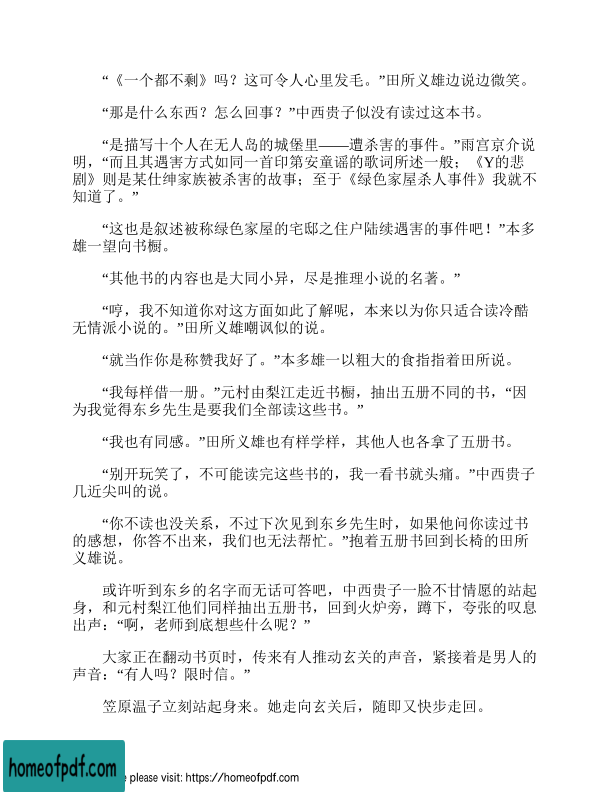 “《一个都不剩》吗？这可令人心里发毛。”田所义雄边说边微笑。
“那是什么东西？怎么回事？”中西贵子似没有读过这本书。
“是描写十个人在无人岛的城堡里——遭杀害的事件。”雨宫京介说
明，“而且其遇害方式如同一首印第安童谣的歌词所述一般；《Y的悲
剧》则是某仕绅家族被杀害的故事；至于《绿色家屋杀人事件》我就不
知道了。”
“这也是叙述被称绿色家屋的宅邸之住户陆续遇害的事件吧！”本多
雄一望向书橱。
“其他书的内容也是大同小异，尽是推理小说的名著。”
“哼，我不知道你对这方面如此了解呢，本来以为你只适合读冷酷
无情派小说的。”田所义雄嘲讽似的说。
“就当作你是称赞我好了。”本多雄一以粗大的食指指着田所说。
“我每样借一册。”元村由梨江走近书橱，抽出五册不同的书，“因
为我觉得东乡先生是要我们全部读这些书。”
“我也有同感。”田所义雄也有样学样，其他人也各拿了五册书。
“别开玩笑了，不可能读完这些书的，我一看书就头痛。”中西贵子
几近尖叫的说。
“你不读也没关系，不过下次见到东乡先生时，如果他问你读过书
的感想，你答不出来，我们也无法帮忙。”抱着五册书回到长椅的田所
义雄说。
或许听到东乡的名字而无话可答吧，中西贵子一脸不甘情愿的站起
身，和元村梨江他们同样抽出五册书，回到火炉旁，蹲下，夸张的叹息
出声：“啊，老师到底想些什么呢？”
大家正在翻动书页时，传来有人推动玄关的声音，紧接着是男人的
声音：“有人吗？限时信。”
笠原温子立刻站起身来。她走向玄关后，随即又快步走回。
homeofpdf.com
e please visit: https://homeofpdf.com